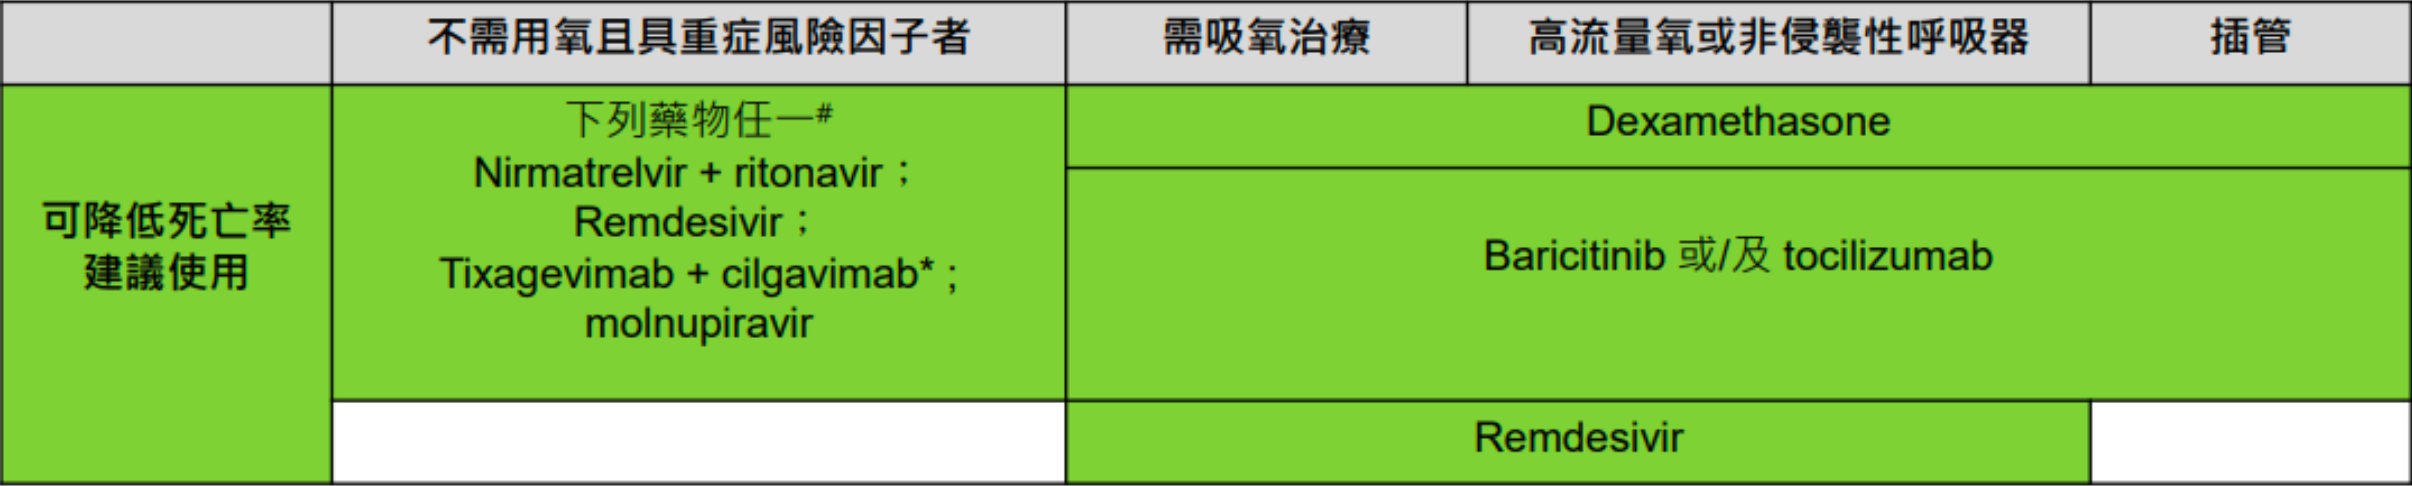 不需用氧且具重症風險因子者
需吸氧治療
高流量氧或非侵襲性呼吸器
插管
可降低死亡率
建議使用
下列藥物任一#
Nirmatrelvir + ritonavir；
Remdesivir；
Tixagevimab + cilgavimab*；
molnupiravir
Dexamethasone
Baricitinib 或/及 tocilizumab
Remdesivir